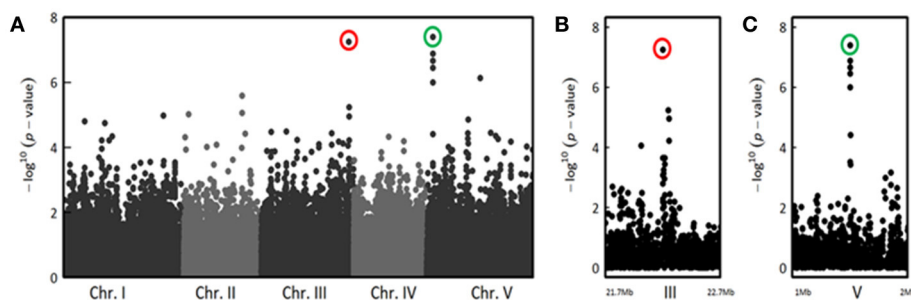 A
8
6
4
2
0
−log¹⁰ (p − value)
Chr. I
Chr. II
Chr. III
Chr. IV
Chr. V
B
8
6
4
2
0
−log¹⁰ (p − value)
21.7Mb
III
22.7Mb
C
8
6
4
2
0
−log¹⁰ (p − value)
1Mb
V
2M